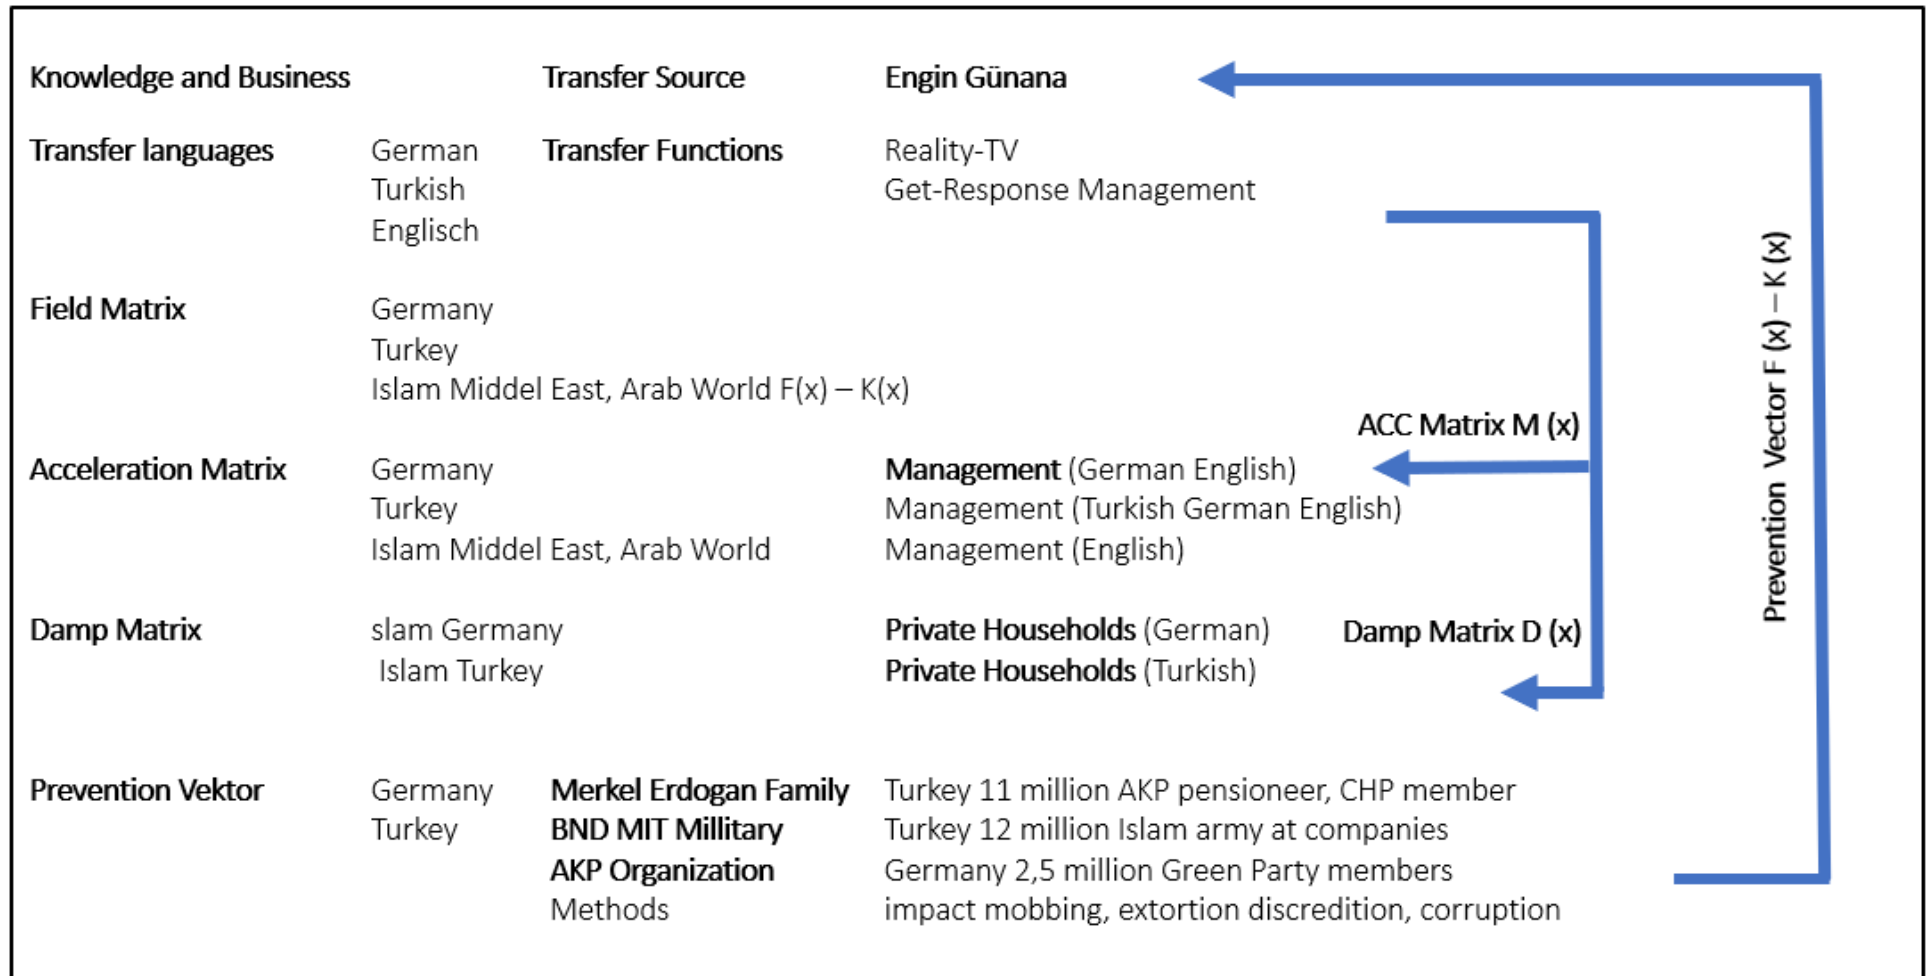 Knowledge and Business Transfer Source Engin Günana
Transfer languages German Transfer Functions Reality-TV
Turkish Get-Response Management
Englisch
Field Matrix Germany
Turkey
Islam Middel East, Arab World F(x) – K(x)
ACC Matrix M (x)
Acceleration Matrix Germany Management (German English)
Turkey Management (Turkish German English)
Islam Middel East, Arab World Management (English)
Damp Matrix slam Germany Private Households (German) Damp Matrix D (x)
Islam Turkey Private Households (Turkish)
Prevention Vektor Germany Merkel Erdogan Family Turkey 11 million AKP pensioneer, CHP member
Turkey BND MIT Millitary Turkey 12 million Islam army at companies
AKP Organization Germany 2,5 million Green Party members
Methods impact mobbing, extortion discredition, corruption
Prevention Vector F (x) – K (x)